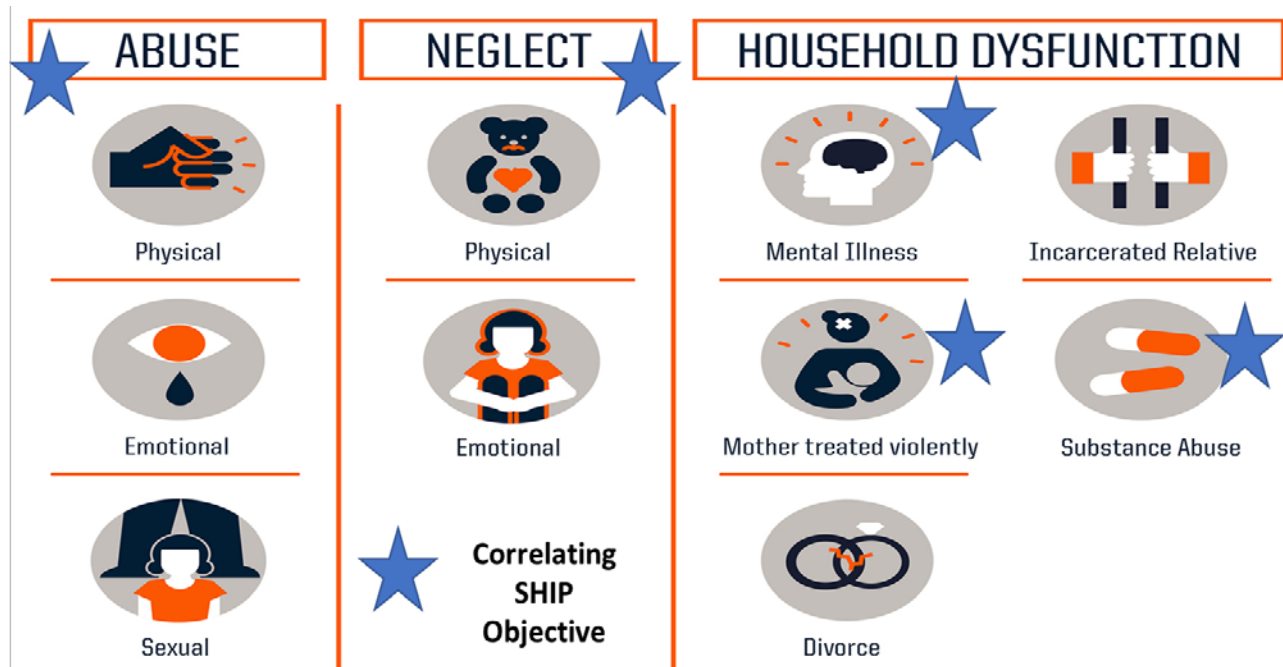 ABUSE
Physical
Emotional
Sexual
NEGLECT
Physical
Emotional
Correlating
SHIP
Objective
HOUSEHOLD DYSFUNCTION
Mental Illness
Incarcerated Relative
Mother treated violently
Substance Abuse
Divorce